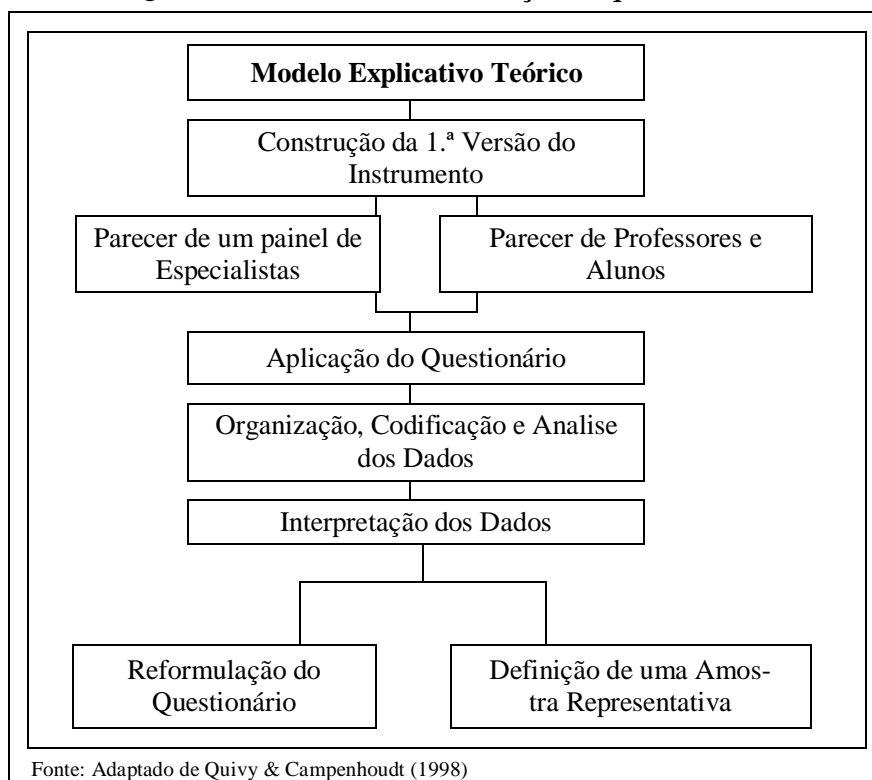 Modelo Explicativo Teórico
Construção da 1.ª Versão do
Instrumento
Parecer de um painel de
Especialistas
Parecer de Professores e
Alunos
Aplicação do Questionário
Organização, Codificação e Analise
dos Dados
Interpretação dos Dados
Reformulação do
Questionário
Definição de uma Amos-
tra Representativa
Fonte: Adaptado de Quivy & Campenhoudt (1998)